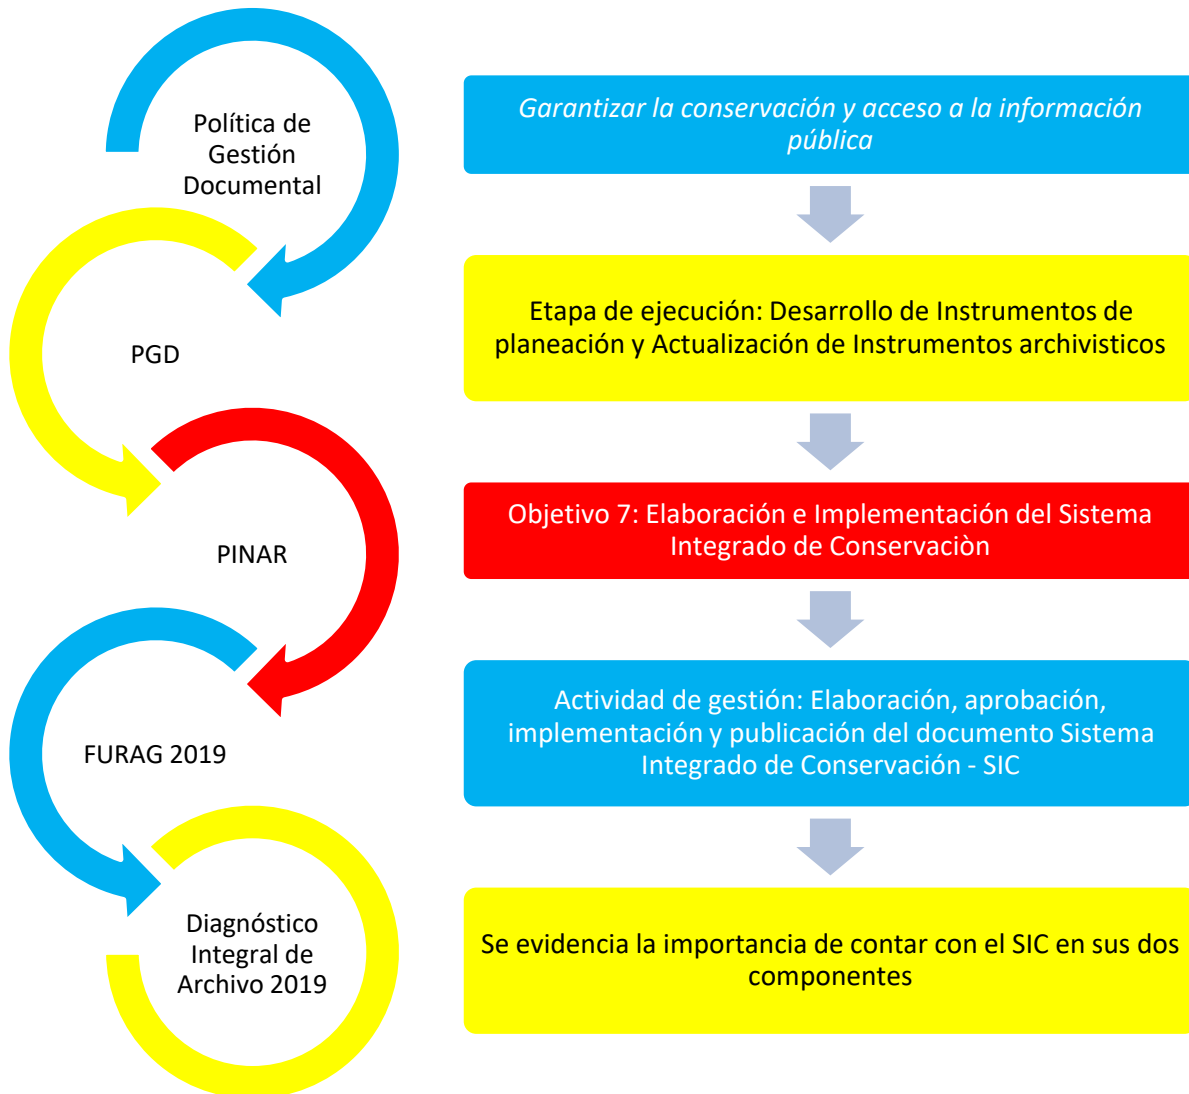 Política de
Gestión
Documental
Garantizar la conservación y acceso a la información
pública
PGD
Etapa de ejecución: Desarrollo de Instrumentos de
planeación y Actualización de Instrumentos archivisticos
PINAR
Objetivo 7: Elaboración e Implementación del Sistema
Integrado de Conservaciòn
FURAG 2019
Actividad de gestión: Elaboración, aprobación,
implementación y publicación del documento Sistema
Integrado de Conservación - SIC
Diagnóstico
Integral de
Archivo 2019
Se evidencia la importancia de contar con el SIC en sus dos
componentes